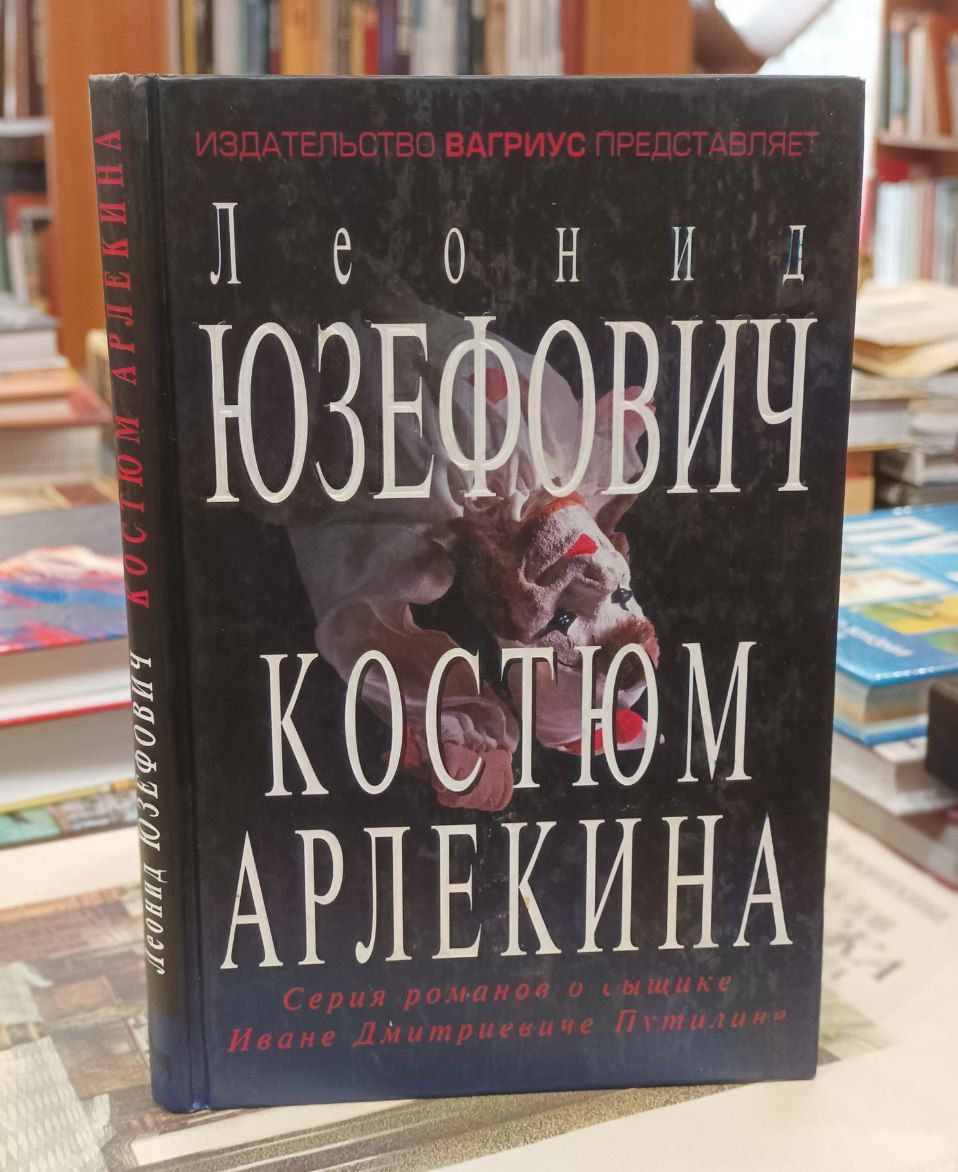 ИЗДАТЕЛЬСТВО ВАГРИУС ПРЕДСТАВЛЯЕТ
Леонид
ЮЗЕФОВИЧ
КОСТЮМ
АРЛЕКИНА
Серия романов о сыщике
Иване Дмитриевиче Путилине
Леонид ЮЗЕФОВИЧ КОСТЮМ АРЛЕКИНА